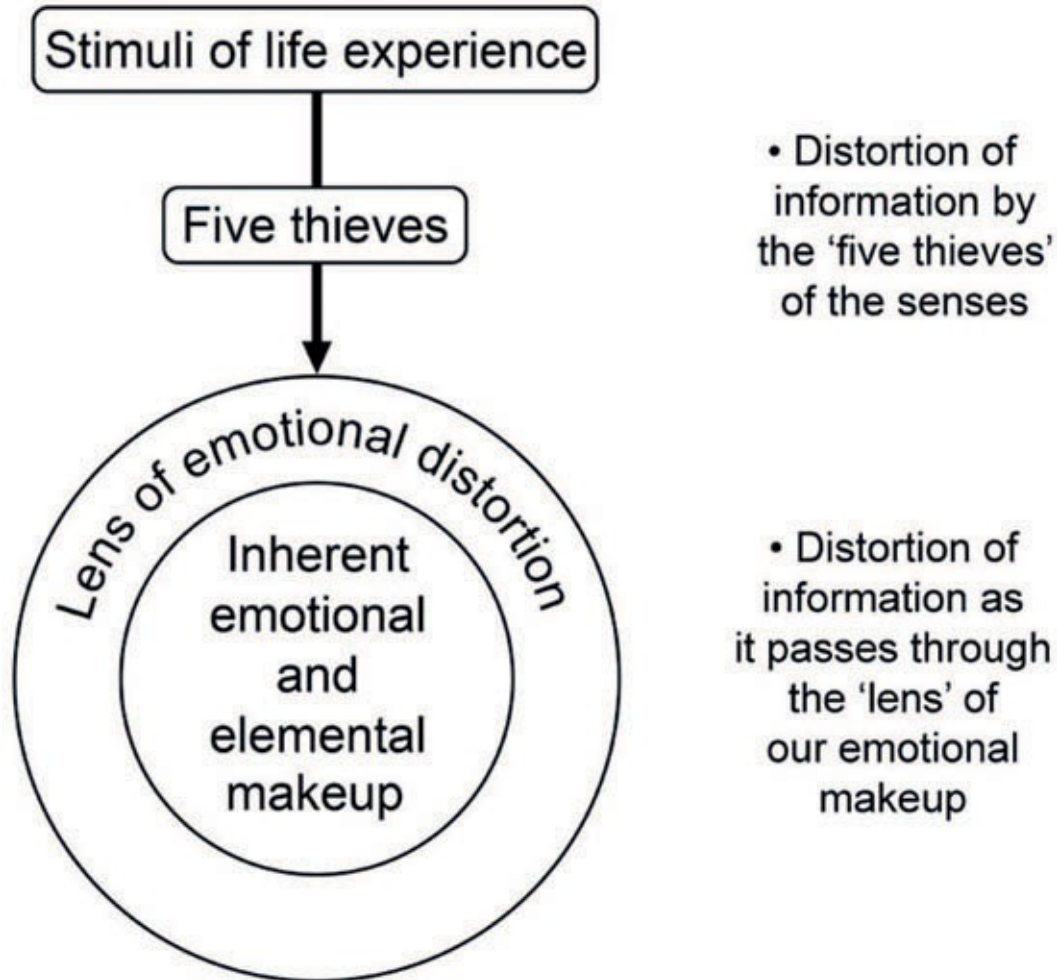 Stimuli of life experience
Five thieves
• Distortion of
information by
the ‘five thieves’
of the senses
Lens of emotional distortion
Inherent
emotional
and
elemental
makeup
• Distortion of
information as
it passes through
the ‘lens’ of
our emotional
makeup